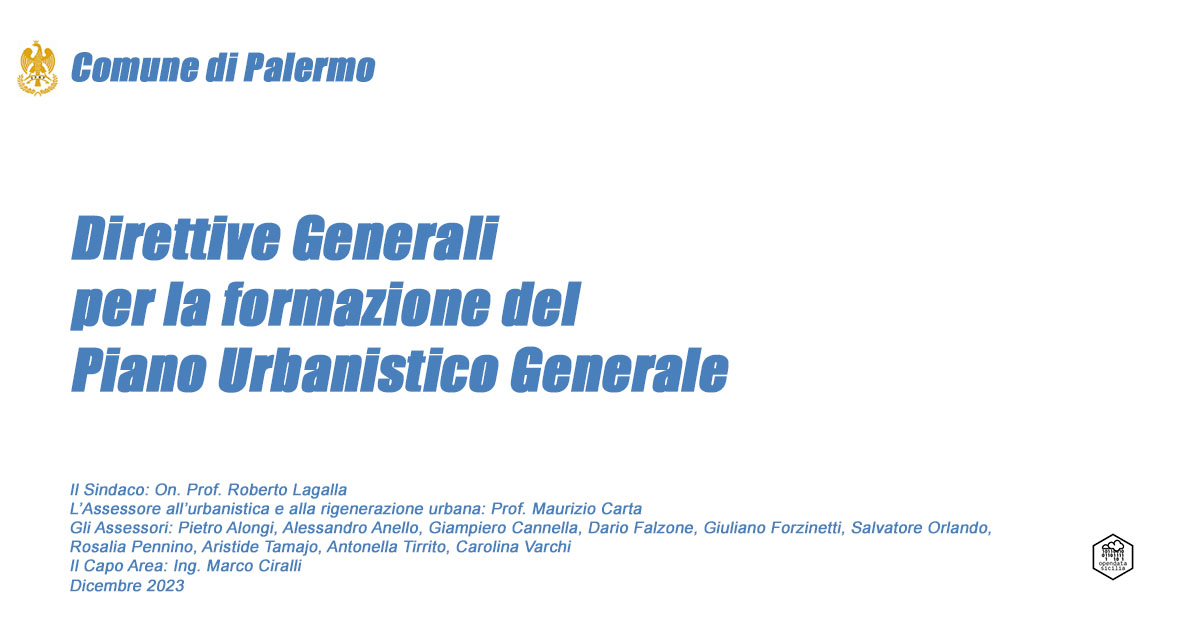 Comune di Palermo
Direttive Generali
per la formazione del
Piano Urbanistico Generale
Il Sindaco: On. Prof. Roberto Lagalla
L’Assessore all’urbanistica e alla rigenerazione urbana: Prof. Maurizio Carta
Gli Assessori: Pietro Alongi, Alessandro Anello, Giampiero Cannella, Dario Falzone, Giuliano Forzinetti, Salvatore Orlando,
Rosalia Pennino, Aristide Tamajo, Antonella Tirrito, Carolina Varchi
Il Capo Area: Ing. Marco Ciralli
Dicembre 2023
opendata
sicilia